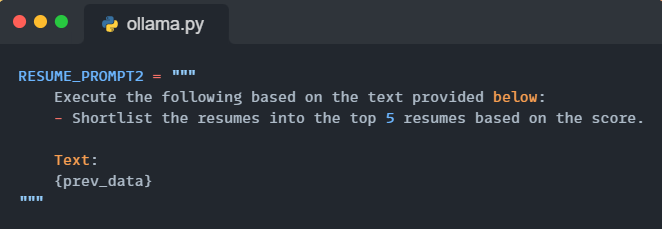 ollama.py
RESUME_PROMPT2 = """
    Execute the following based on the text provided below:
    - Shortlist the resumes into the top 5 resumes based on the score.

    Text:
    {prev_data}
"""